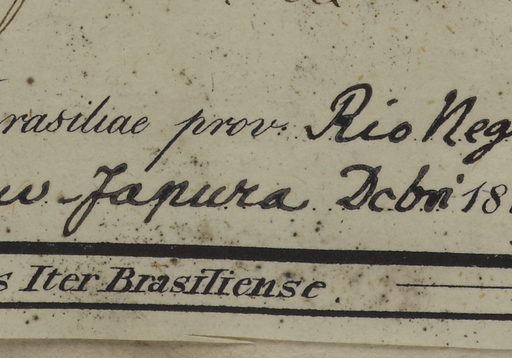 rasiliae prov. Rio Neg
Japura Dcbri 18
s Iter Brasiliense.